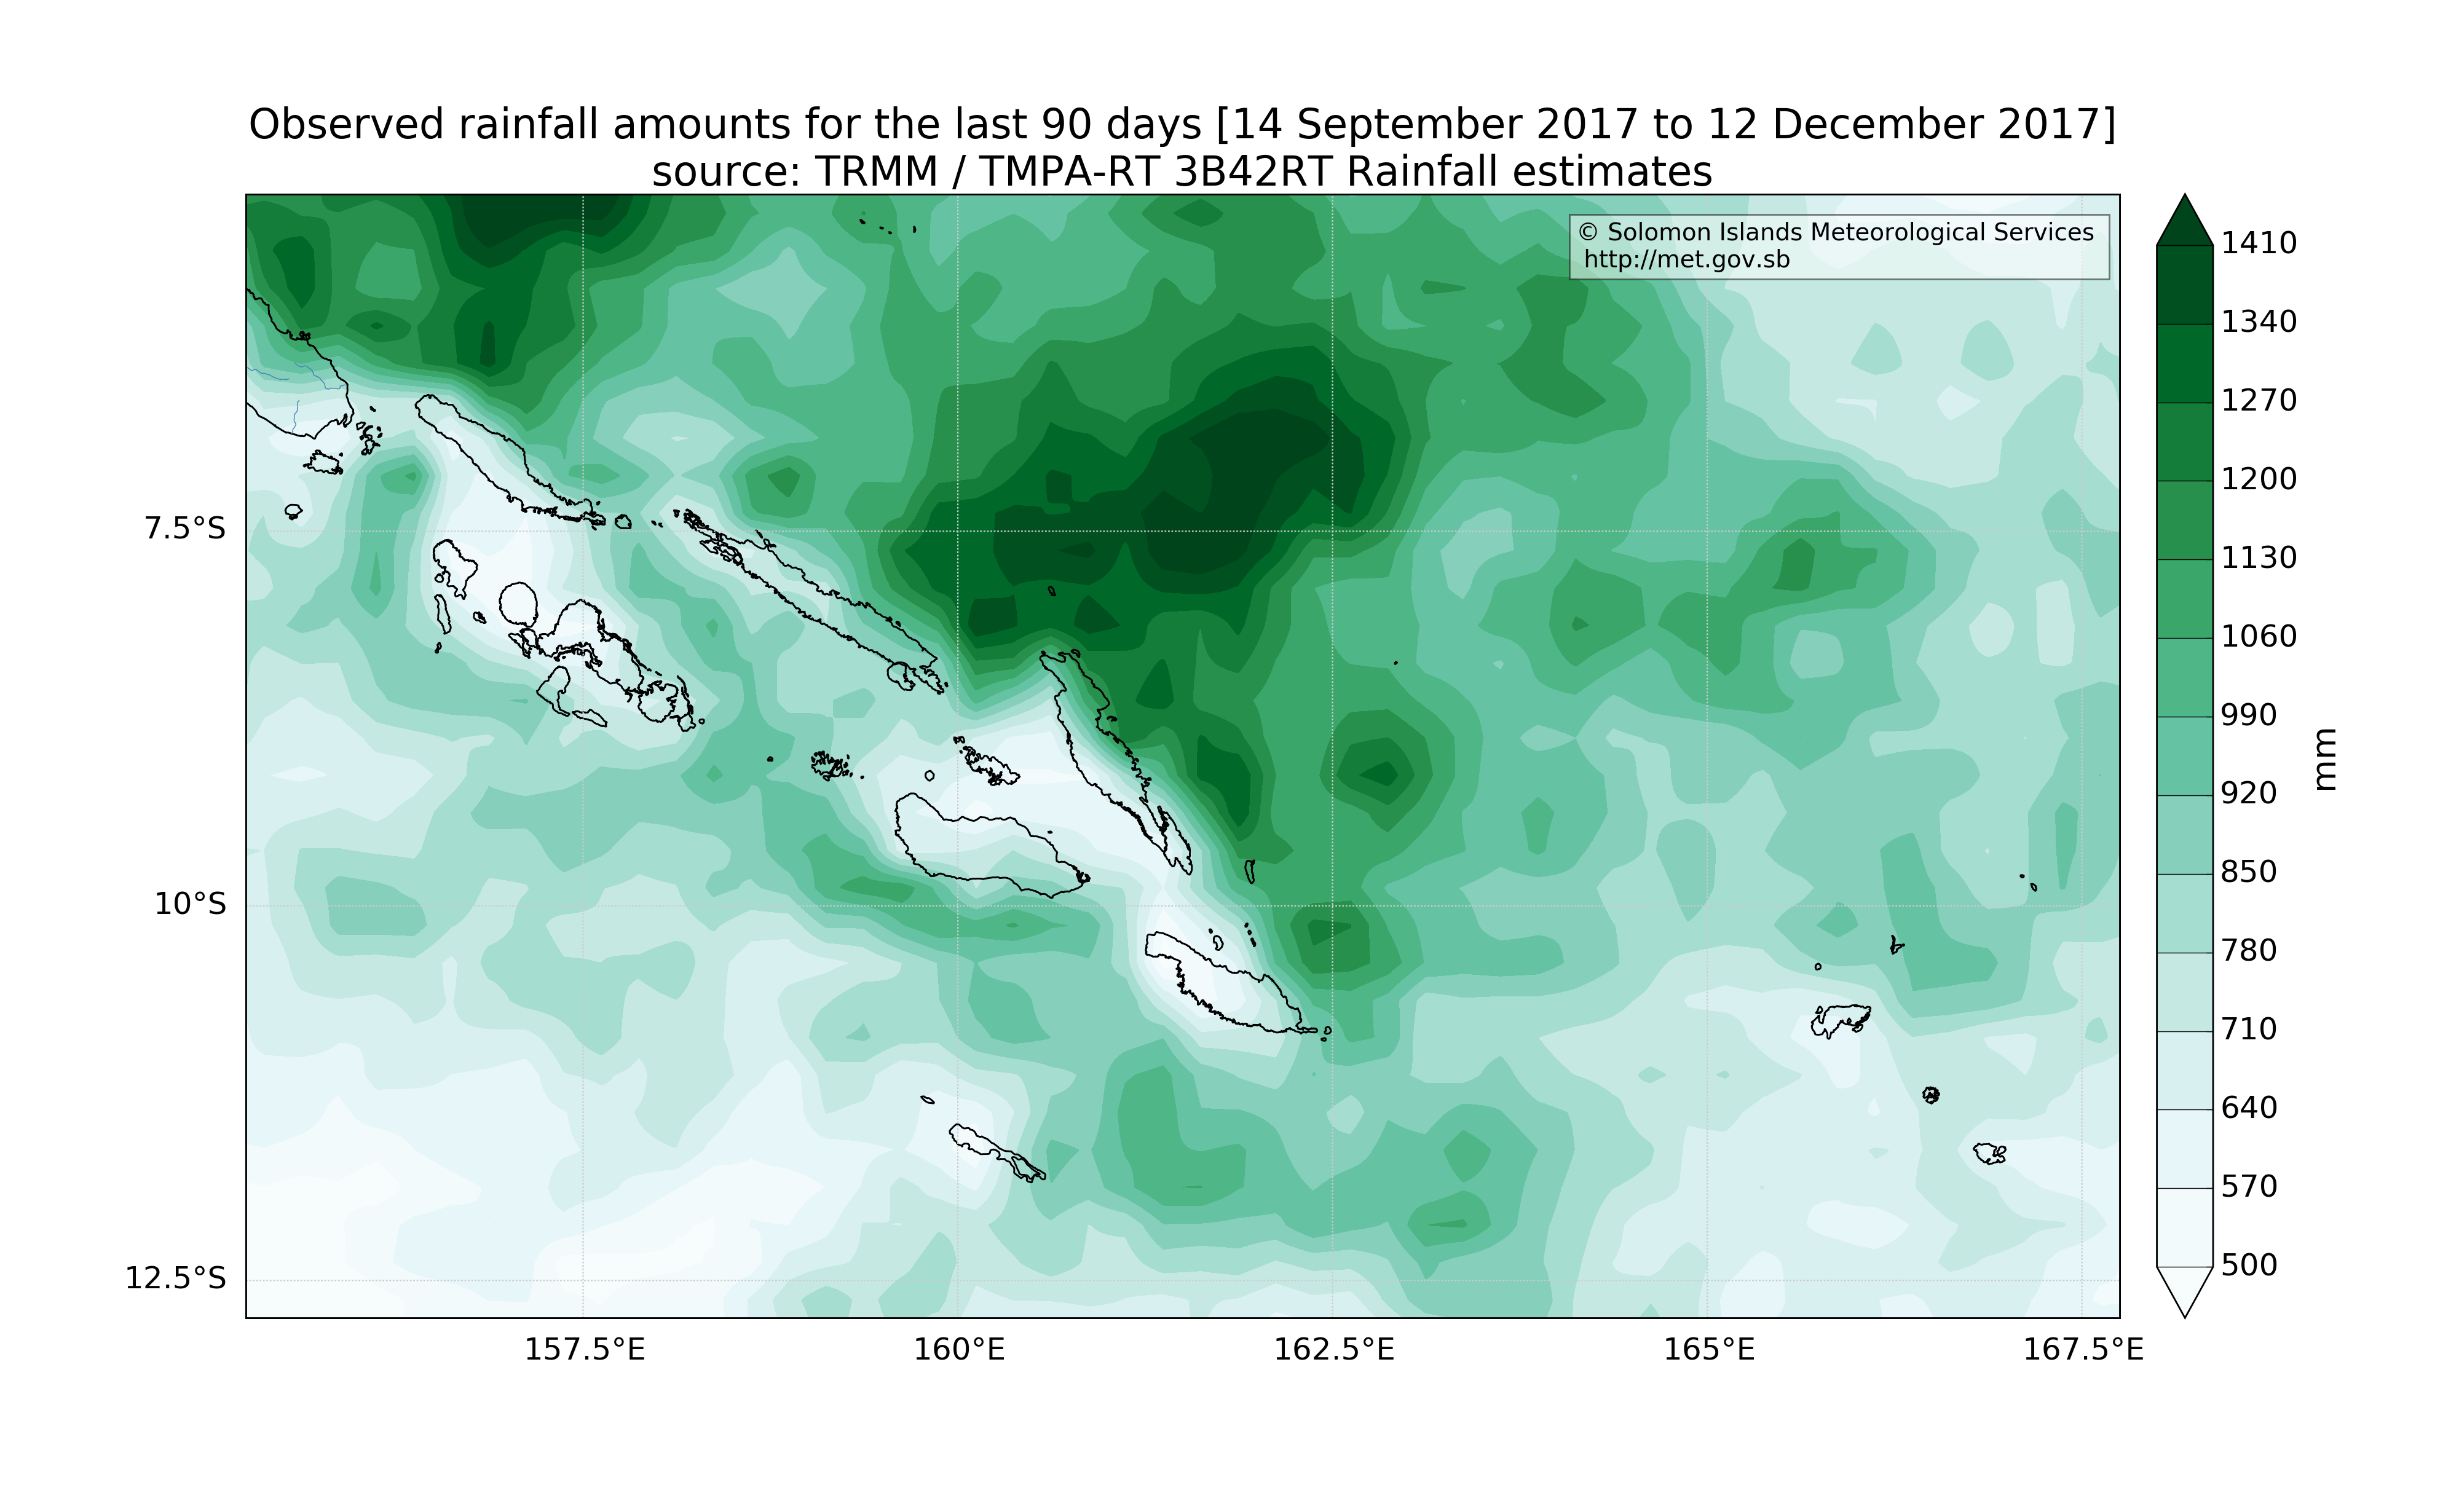 Observed rainfall amounts for the last 90 days [14 September 2017 to 12 December 2017]
source: TRMM / TMPA-RT 3B42RT Rainfall estimates
© Solomon Islands Meteorological Services
http://met.gov.sb
7.5°S
10°S
12.5°S
157.5°E
160°E
162.5°E
165°E
167.5°E
1410
1340
1270
1200
1130
1060
990
920
850
780
710
640
570
500
mm